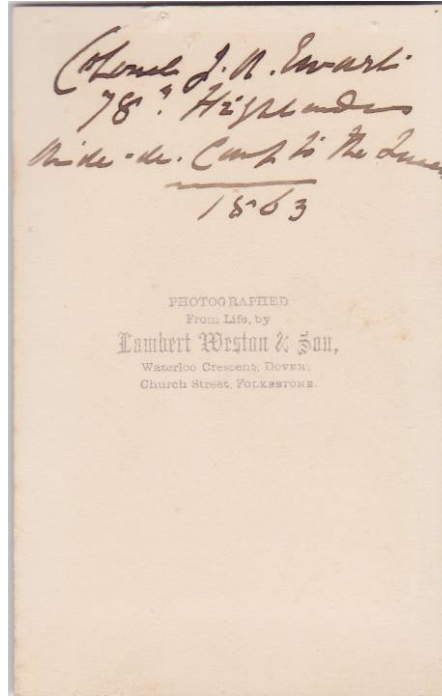 Colonel J. A. Ewart
78th Highlanders
Aide-de-Camp to the Queen
1863
PHOTOGRAPHED
From Life, by
Lambert Weston & Son,
Waterloo Crescent, DOVER,
Church Street, FOLKESTONE.